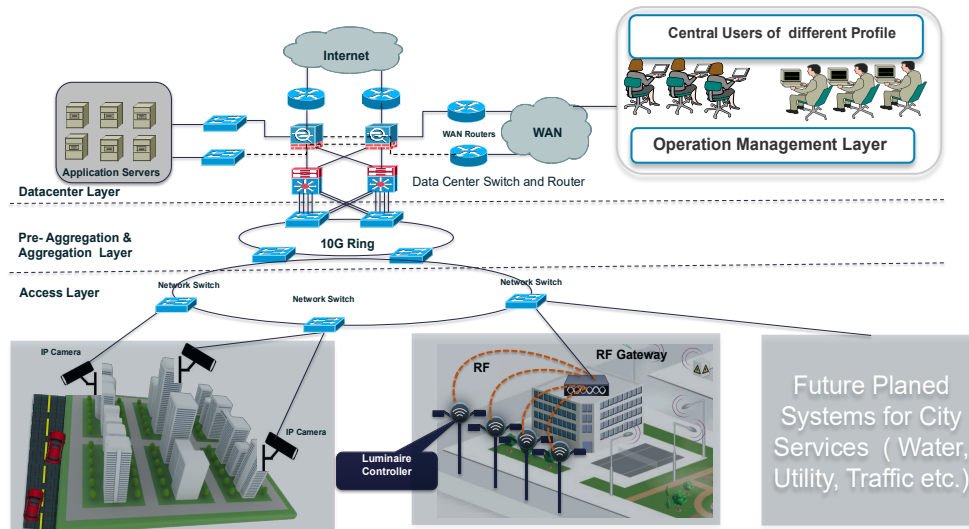 Internet
Central Users of different Profile
WAN Routers
WAN
Operation Management Layer
Application Servers
Data Center Switch and Router
Datacenter Layer
Pre- Aggregation &
Aggregation Layer
10G Ring
Access Layer
Network Switch
Network Switch
Network Switch
IP Camera
IP Camera
RF
RF Gateway
Luminaire
Controller
Future Planed
Systems for City
Services ( Water,
Utility, Traffic etc.)